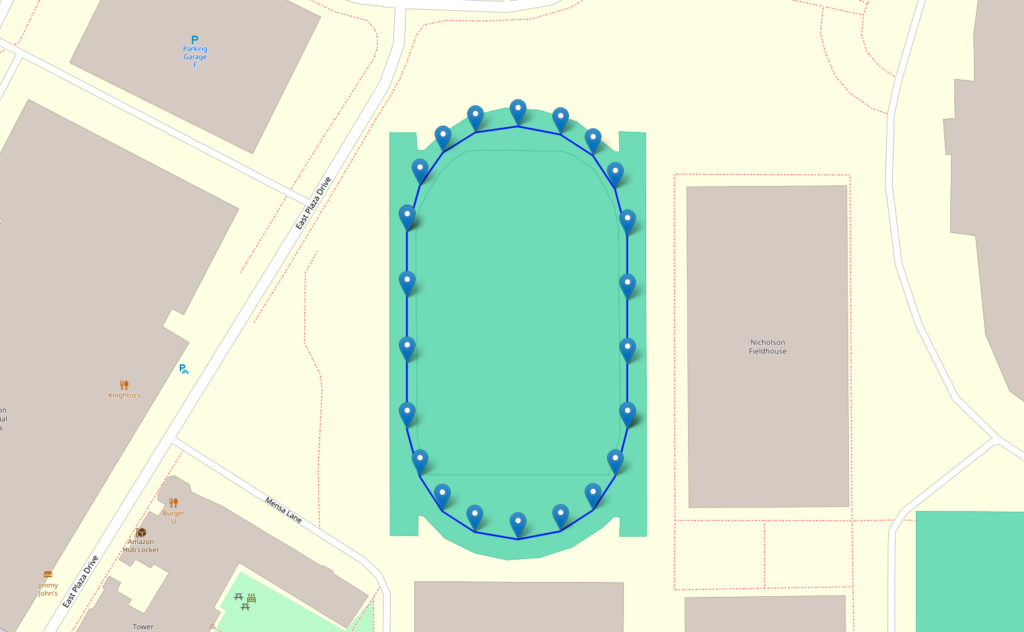 P
Parking
Garage
F
East Plaza Drive
Nicholson
Fieldhouse
P
Knightro's
Mensa Lane
Burger
U
Amazon
Hub Locker
East Plaza Drive
Jimmy
John's
Tower